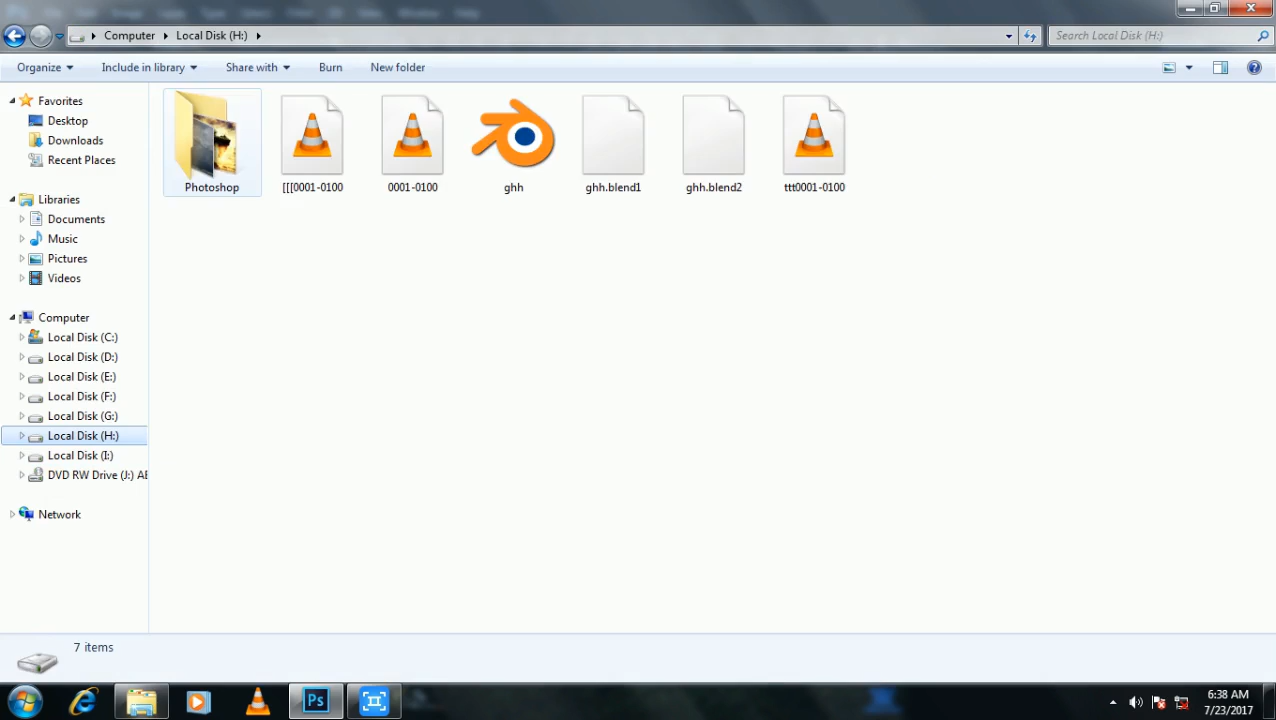 Computer
Local Disk (H:)
Search Local Disk (H:)
Organize
Include in library
Share with
Burn
New folder
Favorites
Desktop
Downloads
Recent Places
Libraries
Documents
Music
Pictures
Videos
Computer
Local Disk (C:)
Local Disk (D:)
Local Disk (E:)
Local Disk (F:)
Local Disk (G:)
Local Disk (H:)
Local Disk (I:)
DVD RW Drive (J:) AE
Network
Photoshop
[[[0001-0100
0001-0100
ghh
ghh.blend1
ghh.blend2
ttt0001-0100
7 items
Ps
6:38 AM
7/23/2017